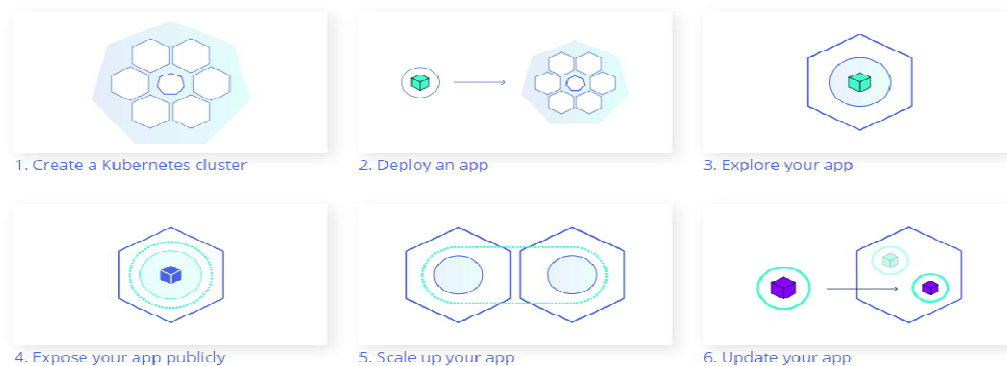 1. Create a Kubernetes cluster
2. Deploy an app
3. Explore your app
4. Expose your app publicly
5. Scale up your app
6. Update your app